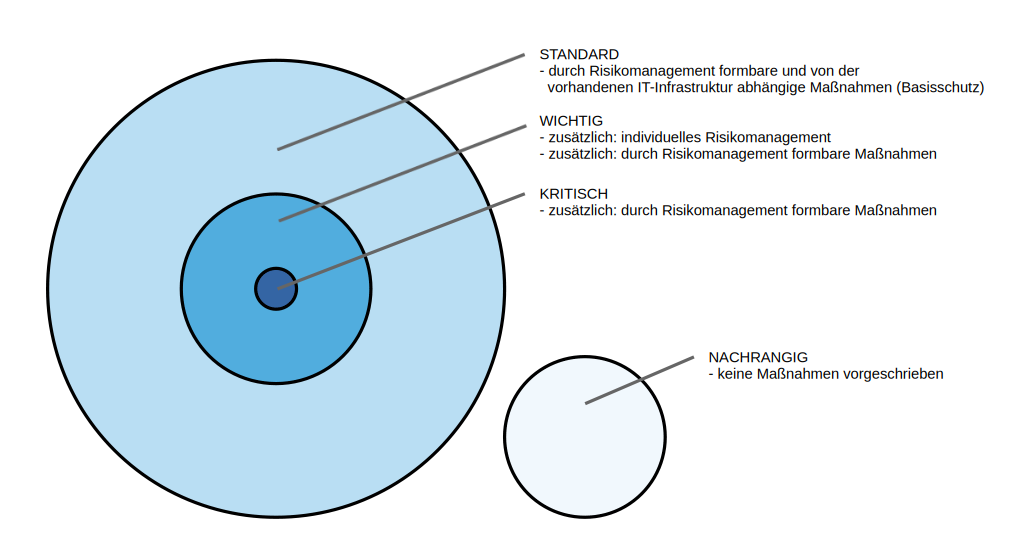 STANDARD
- durch Risikomanagement formbare und von der
vorhandenen IT-Infrastruktur abhängige Maßnahmen (Basisschutz)
WICHTIG
- zusätzlich: individuelles Risikomanagement
- zusätzlich: durch Risikomanagement formbare Maßnahmen
KRITISCH
- zusätzlich: durch Risikomanagement formbare Maßnahmen
NACHRANGIG
- keine Maßnahmen vorgeschrieben